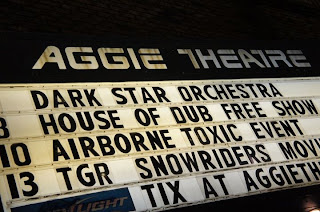 AGGIE THEATRE
DARK STAR ORCHESTRA
8 HOUSE OF DUB FREE SHOW
10 AIRBORNE TOXIC EVENT
13 TGR SNOWRIDERS MOVI
LIGHT TIX AT AGGIETH